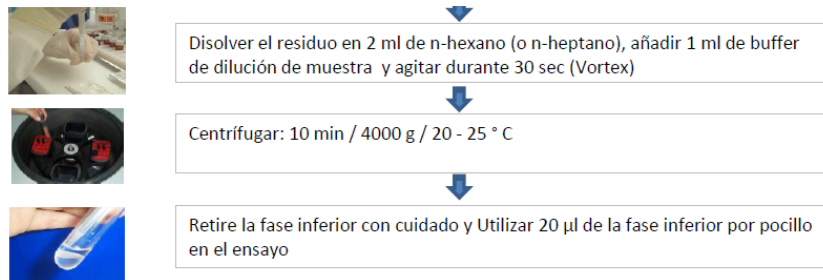 Disolver el residuo en 2 ml de n-hexano (o n-heptano), añadir 1 ml de buffer
de dilución de muestra y agitar durante 30 sec (Vortex)
Centrífugar: 10 min / 4000 g / 20 - 25 ° C
Retire la fase inferior con cuidado y Utilizar 20 µl de la fase inferior por pocillo
en el ensayo